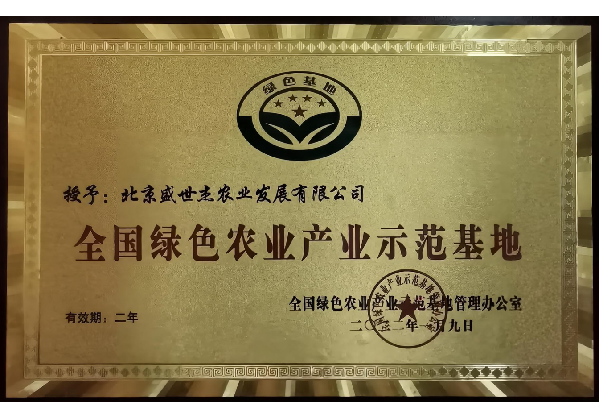 绿色基地
授予：北京盛世杰农业发展有限公司
全国绿色农业产业示范基地
全国绿色农业产业示范基地管理办公室
有效期：二年
二〇二二年一月九日